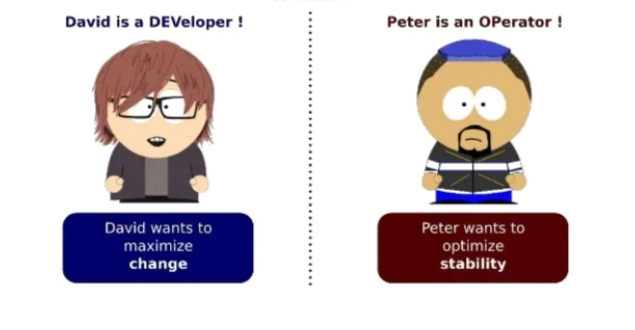 David is a DEVeloper !
Peter is an OPerator !
David wants to
maximize
change
Peter wants to
optimize
stability